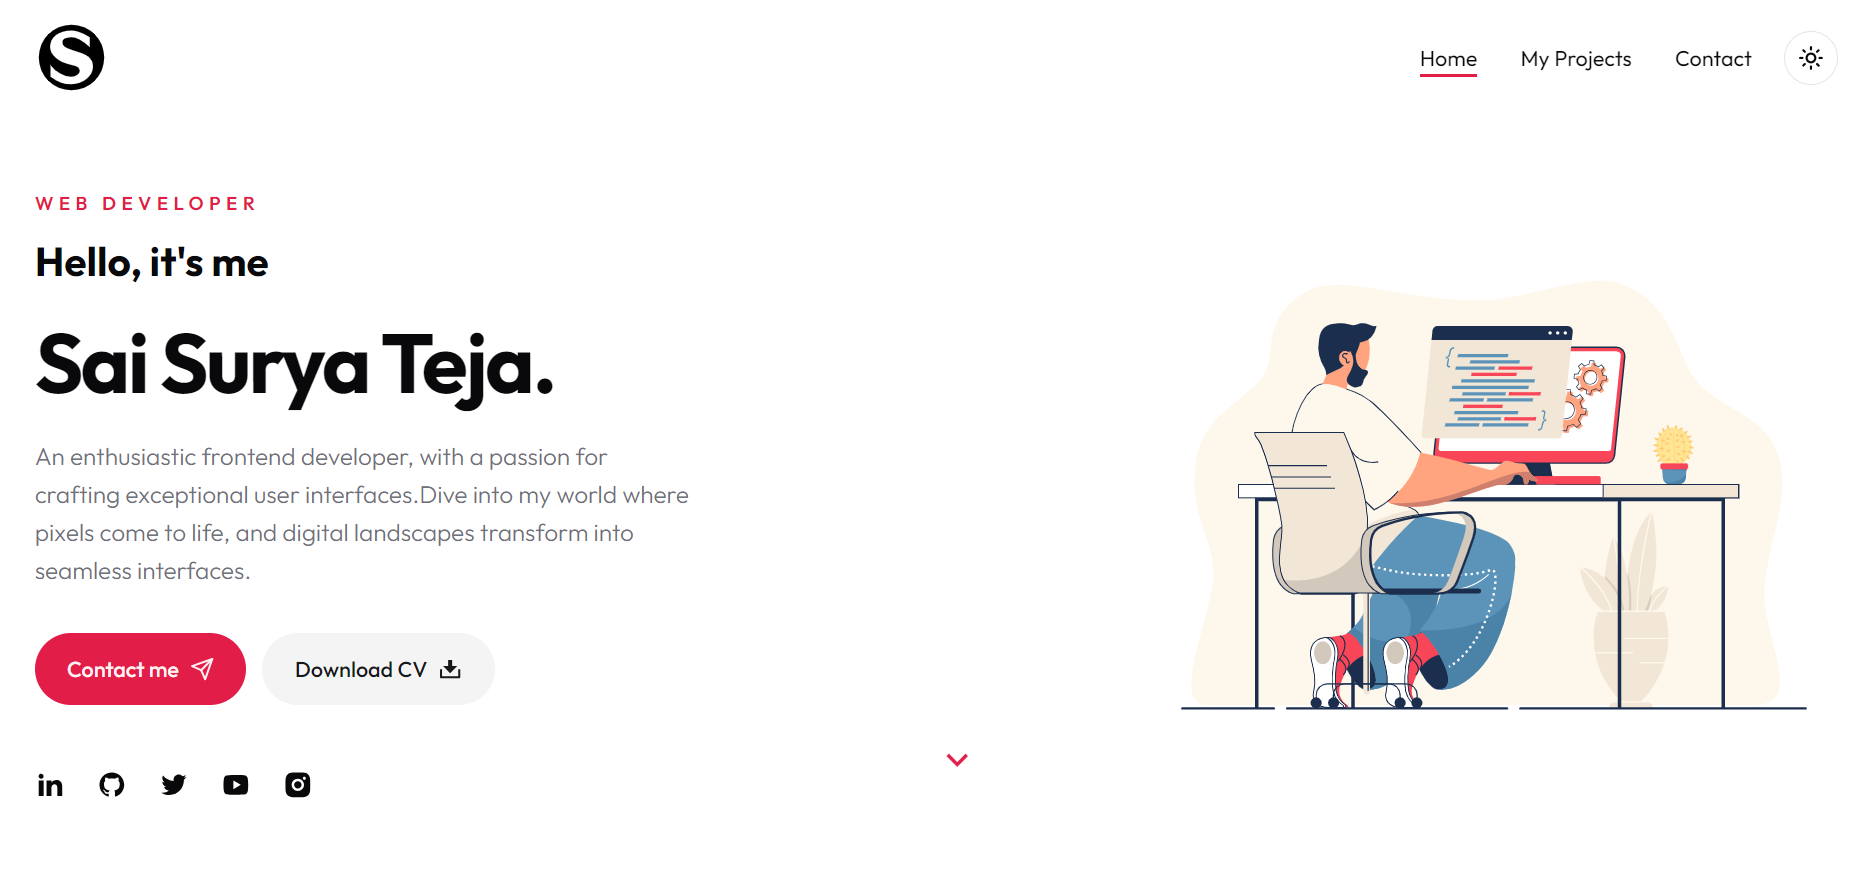 S
Home My Projects Contact
WEB DEVELOPER
Hello, it's me
Sai Surya Teja.
An enthusiastic frontend developer, with a passion for
crafting exceptional user interfaces.Dive into my world where
pixels come to life, and digital landscapes transform into
seamless interfaces.
Contact me Download CV
in